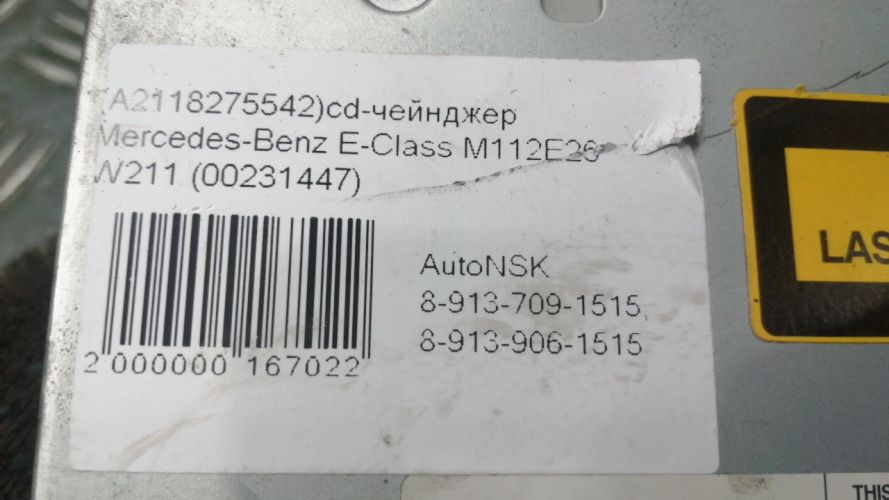 (A2118275542)cd-чейнджер
Mercedes-Benz E-Class M112E26
W211 (00231447)
AutoNSK
8-913-709-1515,
8-913-906-1515
2 000000 167022
LAS
THIS